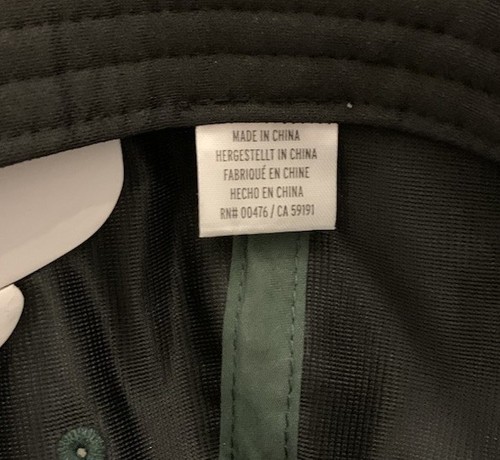 MADE IN CHINA
HERGESTELLT IN CHINA
FABRIQUÉ EN CHINE
HECHO EN CHINA
RN# 00476 / CA 59191